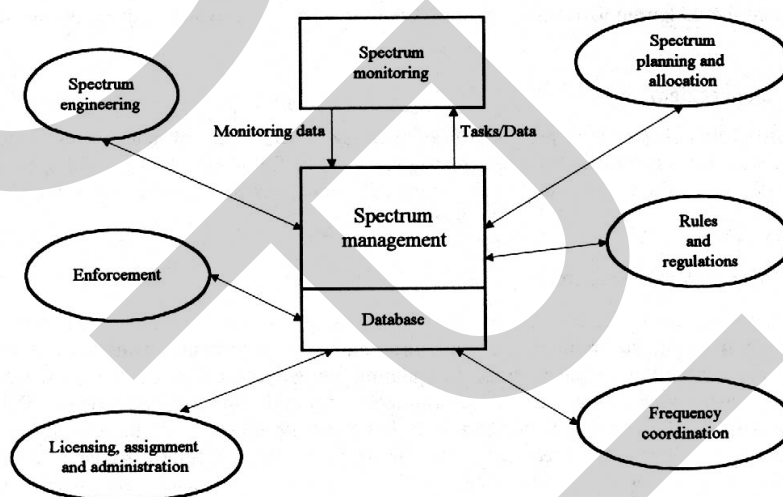 Spectrum
monitoring
Spectrum
planning and
allocation
Spectrum
engineering
Monitoring data
Tasks/Data
Spectrum
management
Rules
and
regulations
Enforcement
Database
Licensing, assignment
and administration
Frequency
coordination